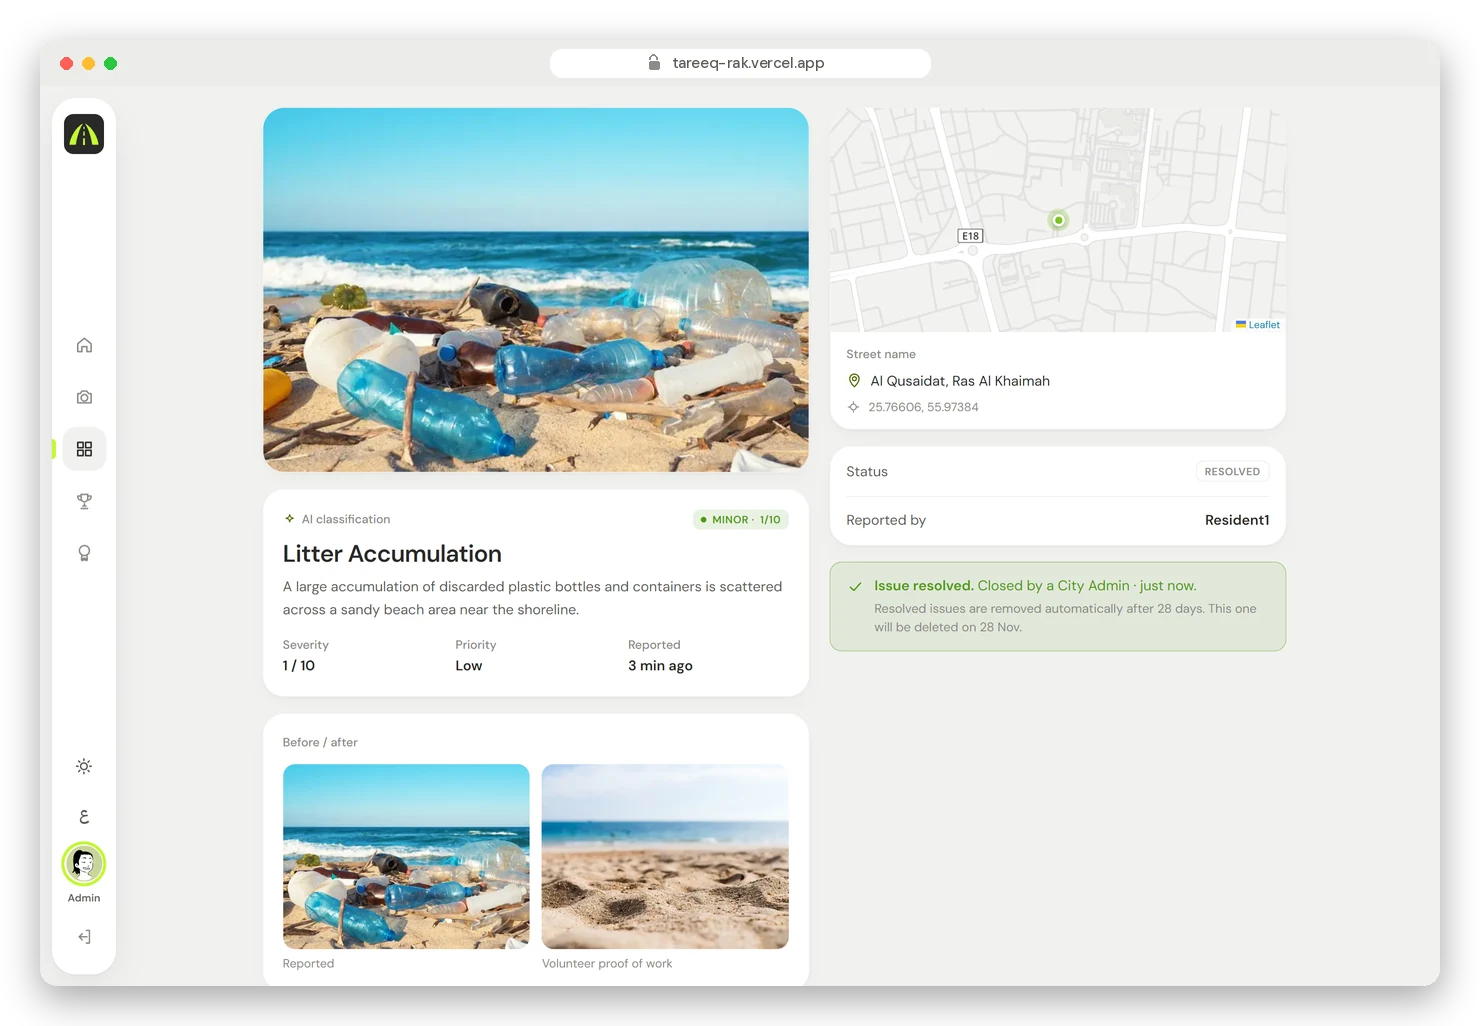 tareeq-rak.vercel.app
E18
Leaflet
Street name
Al Qusaidat, Ras Al Khaimah
25.76606, 55.97384
Status
RESOLVED
Reported by
Resident1
Issue resolved. Closed by a City Admin · just now.
Resolved issues are removed automatically after 28 days. This one
will be deleted on 28 Nov.
AI classification
MINOR · 1/10
Litter Accumulation
A large accumulation of discarded plastic bottles and containers is scattered
across a sandy beach area near the shoreline.
Severity
Priority
Reported
1 / 10
Low
3 min ago
Before / after
Reported
Volunteer proof of work
ع
Admin